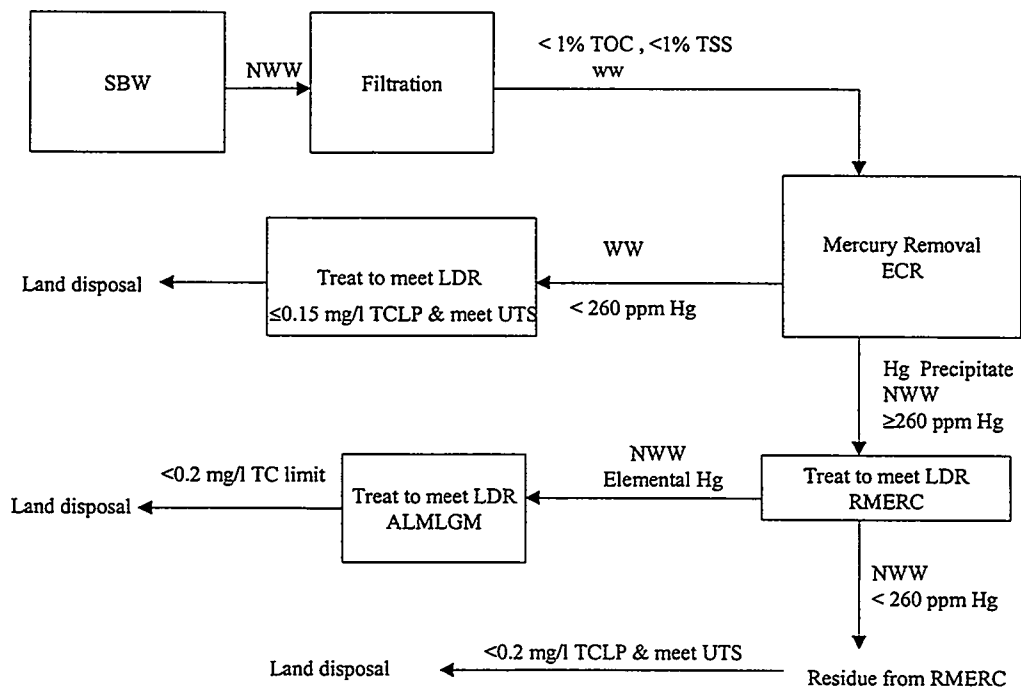 < 1% TOC , <1% TSS
WW
SBW
NWW
Filtration
Mercury Removal
ECR
WW
< 260 ppm Hg
Treat to meet LDR
≤0.15 mg/l TCLP & meet UTS
Land disposal
Hg Precipitate
NWW
≥260 ppm Hg
Treat to meet LDR
RMERC
NWW
Elemental Hg
Treat to meet LDR
ALMLGM
<0.2 mg/l TC limit
Land disposal
NWW
< 260 ppm Hg
Residue from RMERC
<0.2 mg/l TCLP & meet UTS
Land disposal